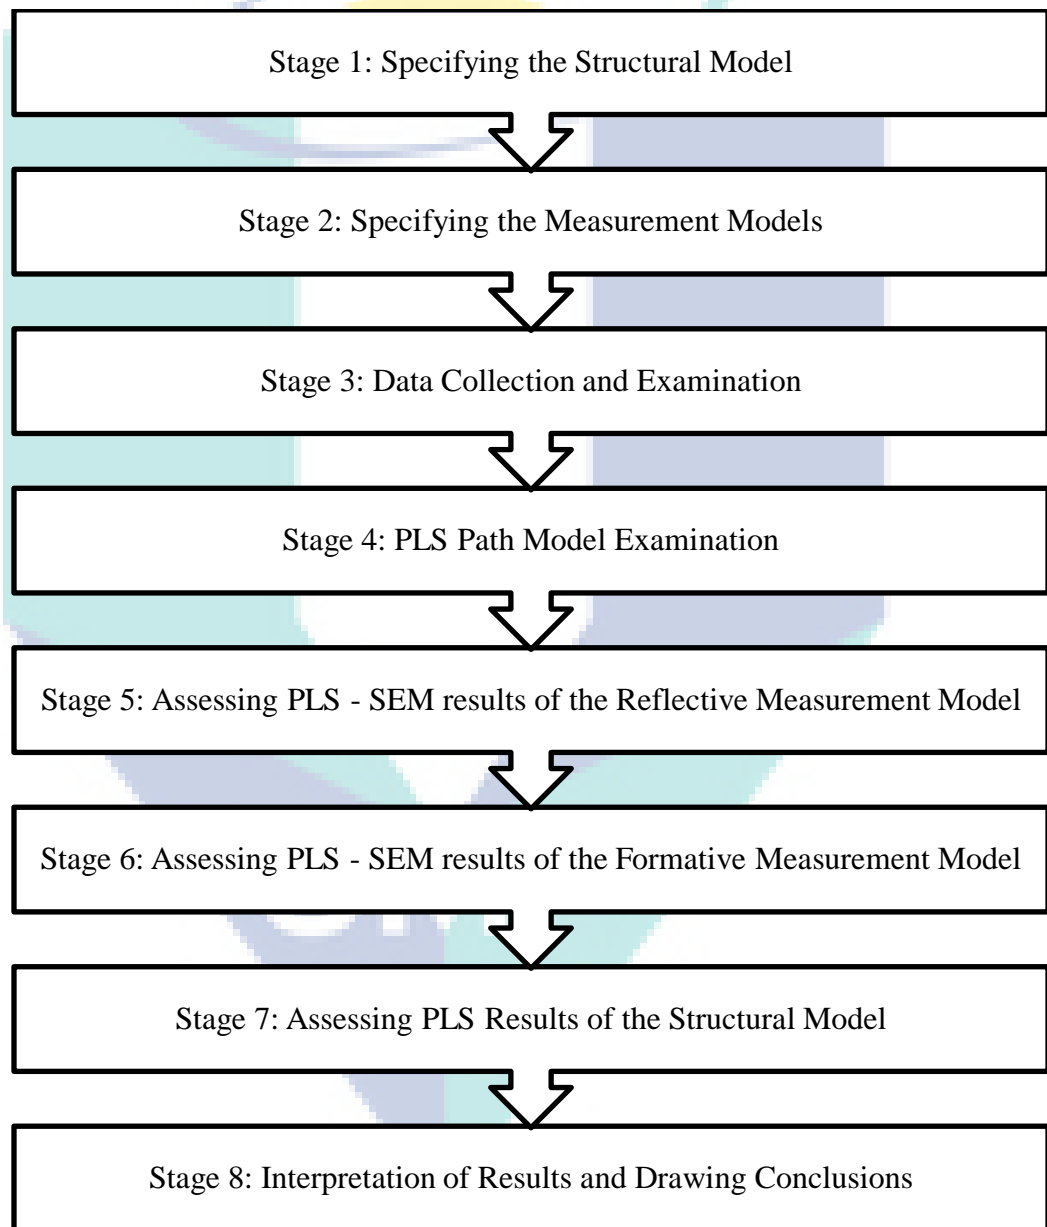 Stage 1: Specifying the Structural Model
Stage 2: Specifying the Measurement Models
Stage 3: Data Collection and Examination
Stage 4: PLS Path Model Examination
Stage 5: Assessing PLS - SEM results of the Reflective Measurement Model
Stage 6: Assessing PLS - SEM results of the Formative Measurement Model
Stage 7: Assessing PLS Results of the Structural Model
Stage 8: Interpretation of Results and Drawing Conclusions